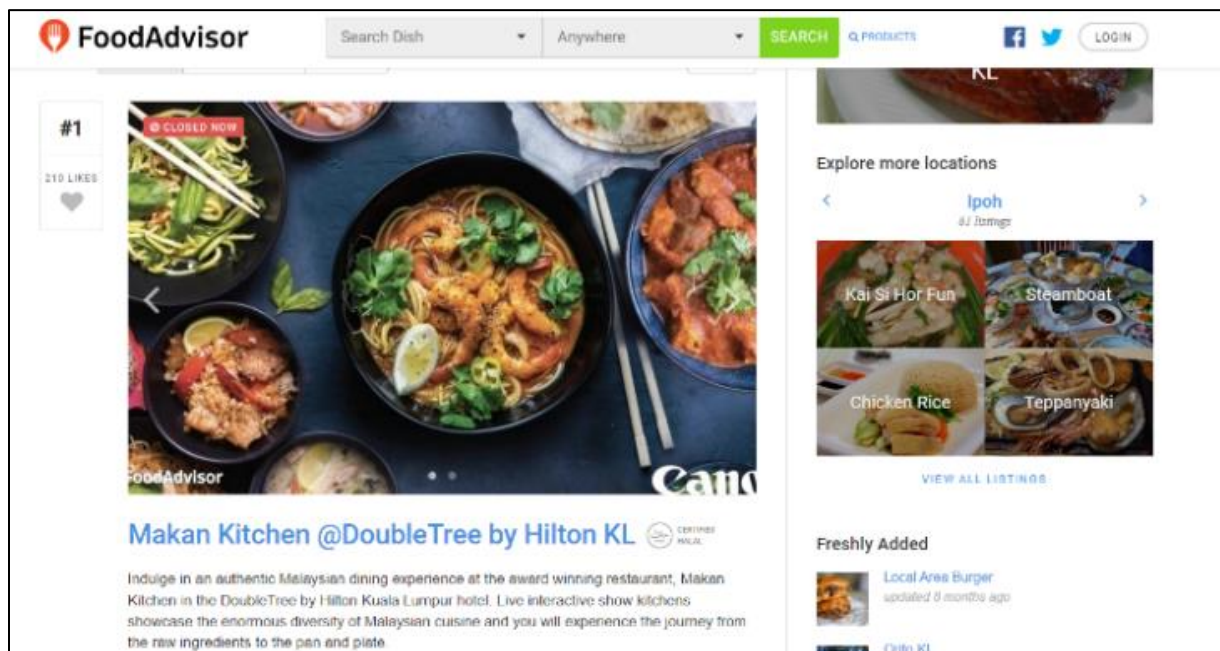 FoodAdvisor
Search Dish
Anywhere
SEARCH
PRODUCTS
LOGIN
#1
210 LIKES
CLOSED NOW
FoodAdvisor
Cano
Makan Kitchen @DoubleTree by Hilton KL
CERTIFIED
HALAL
Indulge in an authentic Malaysian dining experience at the award winning restaurant, Makan
Kitchen in the DoubleTree by Hilton Kuala Lumpur hotel. Live interactive show kitchens
showcase the enormous diversity of Malaysian cuisine and you will experience the journey from
the raw ingredients to the pan and plate.
KL
Explore more locations
Ipoh
61 listings
Kai Si Hor Fun
Steamboat
Chicken Rice
Teppanyaki
VIEW ALL LISTINGS
Freshly Added
Local Area Burger
updated 8 months ago
KL